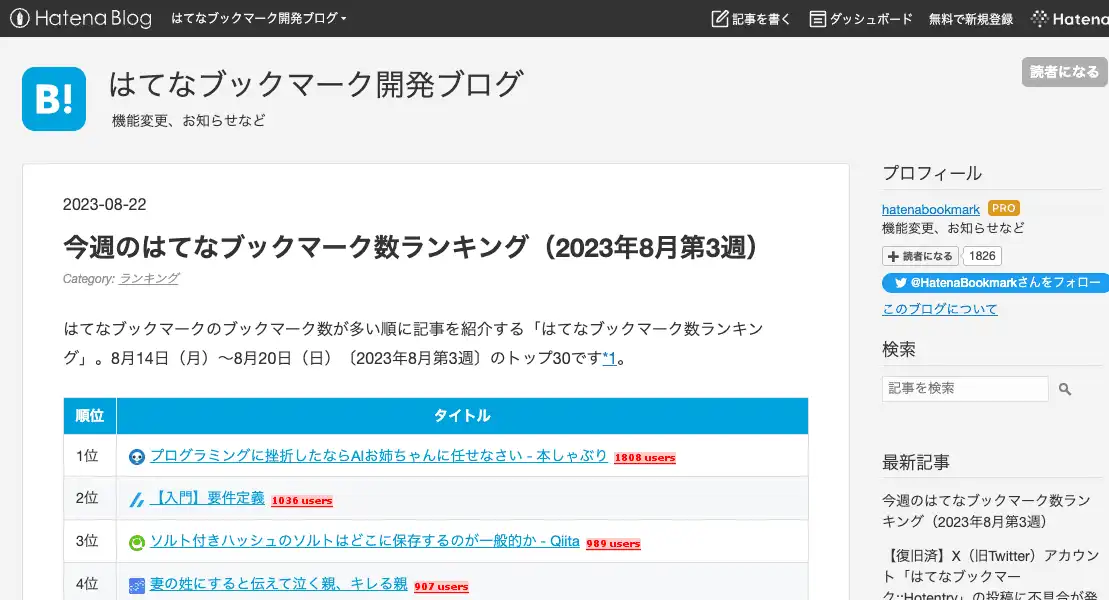 Hatena Blog はてなブックマーク開発ブログ 記事を書く ダッシュボード 無料で新規登録 Hatena
B!
はてなブックマーク開発ブログ
機能変更、お知らせなど
読者になる
2023-08-22
今週のはてなブックマーク数ランキング（2023年8月第3週）
Category: ランキング
はてなブックマークのブックマーク数が多い順に記事を紹介する「はてなブックマーク数ランキン
グ」。8月14日（月）〜8月20日（日）〔2023年8月第3週〕のトップ30です*1。
順位 タイトル
1位 プログラミングに挫折したならAIお姉ちゃんに任せなさい - 本しゃぶり 1808 users
2位 【入門】要件定義 1036 users
3位 ソルト付きハッシュのソルトはどこに保存するのが一般的か - Qiita 989 users
4位 妻の姓にすると伝えて泣く親、キレる親 907 users
プロフィール
hatenabookmark PRO
機能変更、お知らせなど
読者になる 1826
@HatenaBookmarkさんをフォロー
このブログについて
検索
記事を検索
最新記事
今週のはてなブックマーク数ラン
キング（2023年8月第3週）
【復旧済】X（旧Twitter）アカウン
ト「はてなブックマー
ク::Hotentry」の投稿に不具合が発